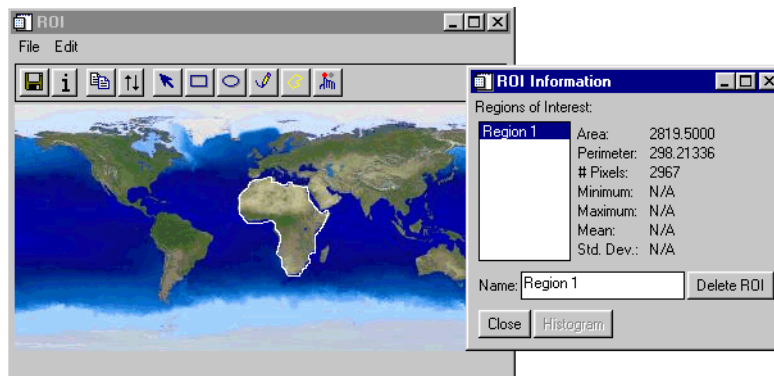 ROI
File Edit
i
ROI Information
Regions of Interest:
Region 1
Area: 2819.5000
Perimeter: 298.21336
# Pixels: 2967
Minimum: N/A
Maximum: N/A
Mean: N/A
Std. Dev.: N/A
Name: Region 1 Delete ROI
Close Histogram